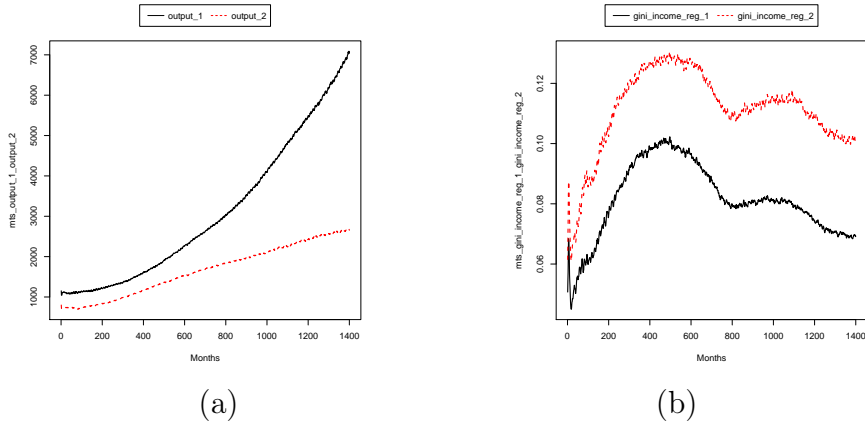 output_1 output_2
mts_output_1_output_2
7000
6000
5000
4000
3000
2000
1000
0 200 400 600 800 1000 1200 1400
Months
(a)
gini_income_reg_1 gini_income_reg_2
mts_gini_income_reg_1_gini_income_reg_2
0.12
0.10
0.08
0.06
0 200 400 600 800 1000 1200 1400
Months
(b)